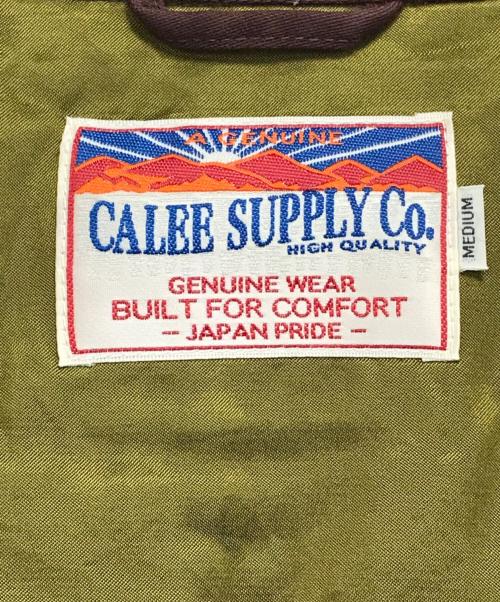 A GENUINE
CALEE SUPPLY Co.
HIGH QUALITY
GENUINE WEAR
BUILT FOR COMFORT
- JAPAN PRIDE -
MEDIUM